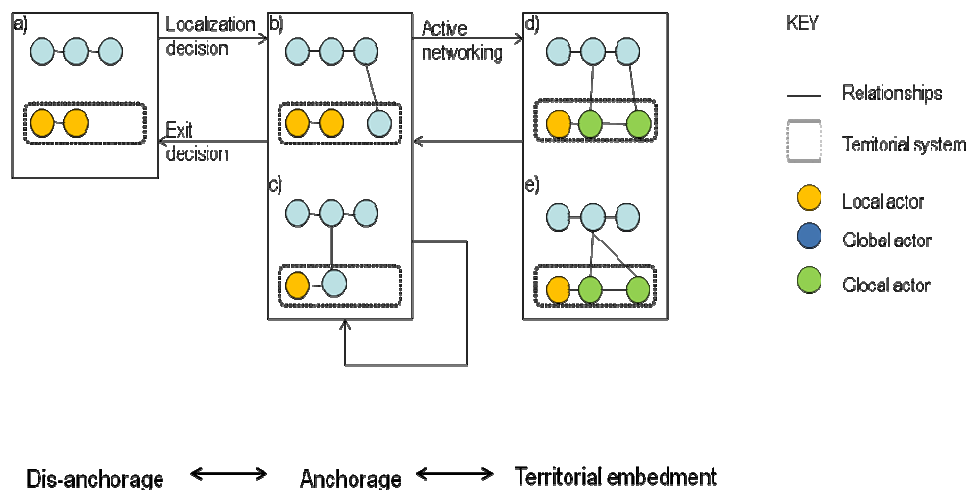 a)
Localization
decision
Exit
decision
b)
c)
Active
networking
d)
e)
KEY
Relationships
Territorial system
Local actor
Global actor
Glocal actor
Dis-anchorage
Anchorage
Territorial embedment